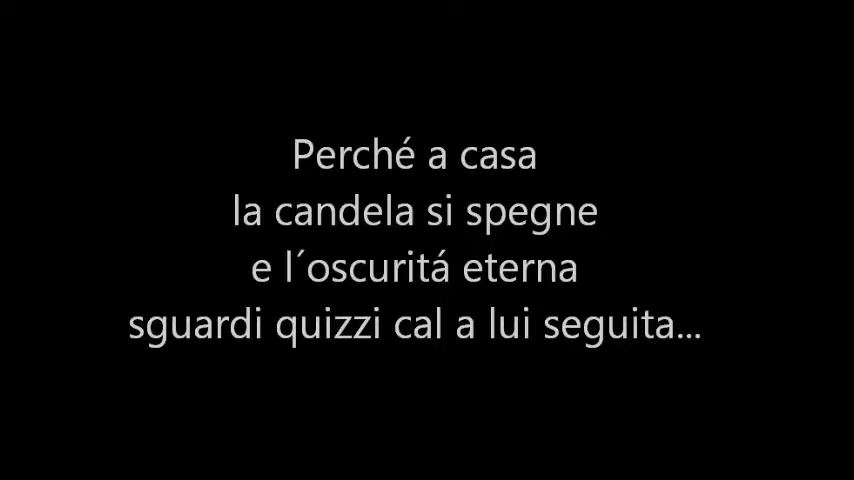 Perché a casa
la candela si spegne
e l´oscuritá eterna
sguardi quizzi cal a lui seguita...